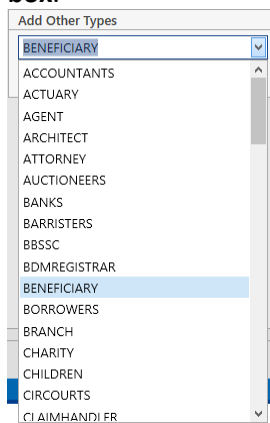 box.
Add Other Types
BENEFICIARY
ACCOUNTANTS
ACTUARY
AGENT
ARCHITECT
ATTORNEY
AUCTIONEERS
BANKS
BARRISTERS
BBSSC
BDMREGISTRAR
BENEFICIARY
BORROWERS
BRANCH
CHARITY
CHILDREN
CIRCOURTS
CLAIMHANDLER